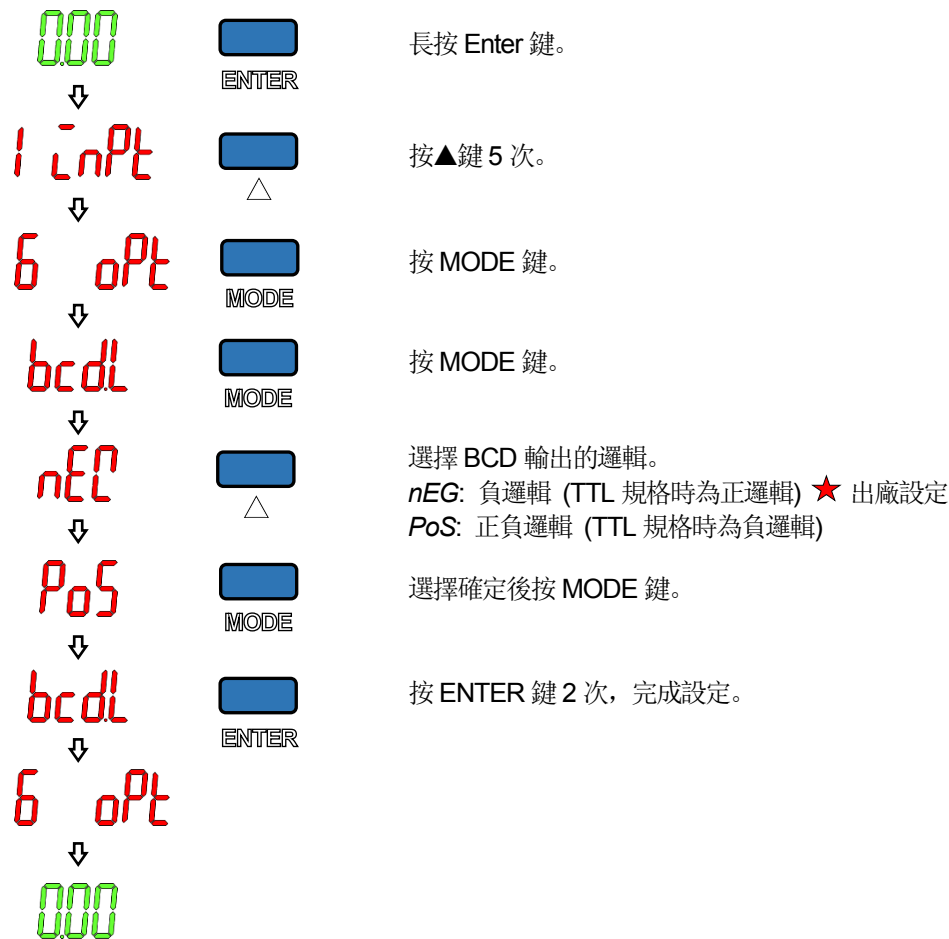 0.00
ENTER
長按 Enter 鍵。
1 inPt
△
按▲鍵 5 次。
6 oPt
MODE
按 MODE 鍵。
bcd.L
MODE
按 MODE 鍵。
nEG
△
選擇 BCD 輸出的邏輯。
nEG: 負邏輯 (TTL 規格時為正邏輯) ★ 出廠設定
PoS: 正負邏輯 (TTL 規格時為負邏輯)
PoS
MODE
選擇確定後按 MODE 鍵。
bcd.L
ENTER
按 ENTER 鍵 2 次，完成設定。
6 oPt
0.00